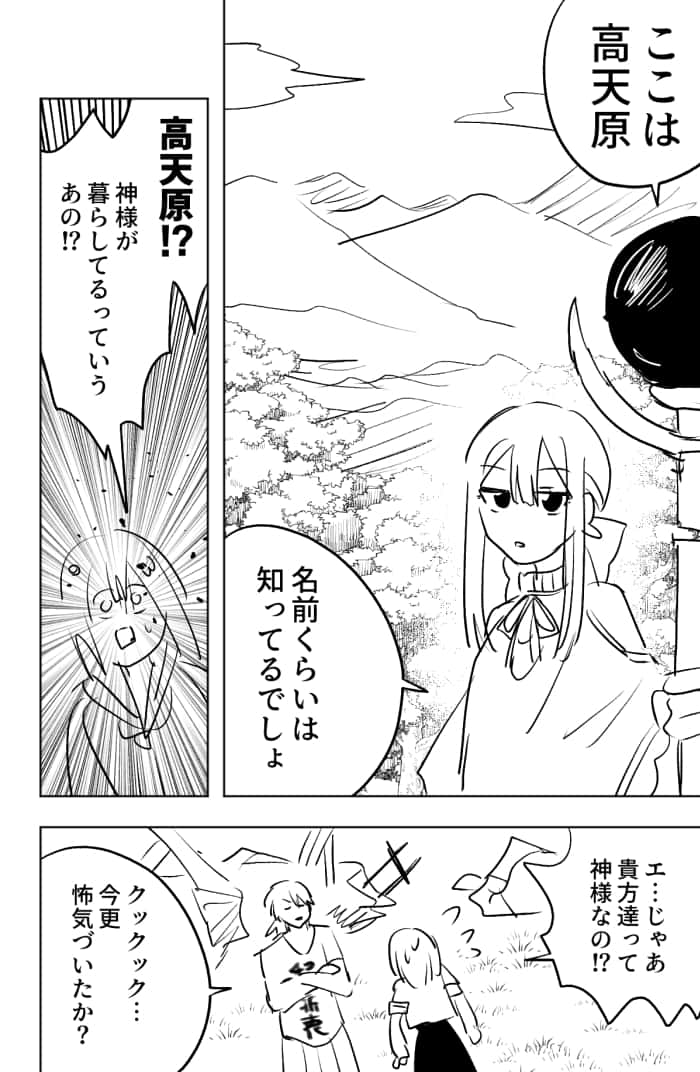 ここは
高天原
名前くらいは
知ってるでしょ
高天原!?
神様が
暮らしてるっていう
あの!?
エ…じゃあ
貴方達って
神様なの!?
クックック…
今更
怖気づいたか？